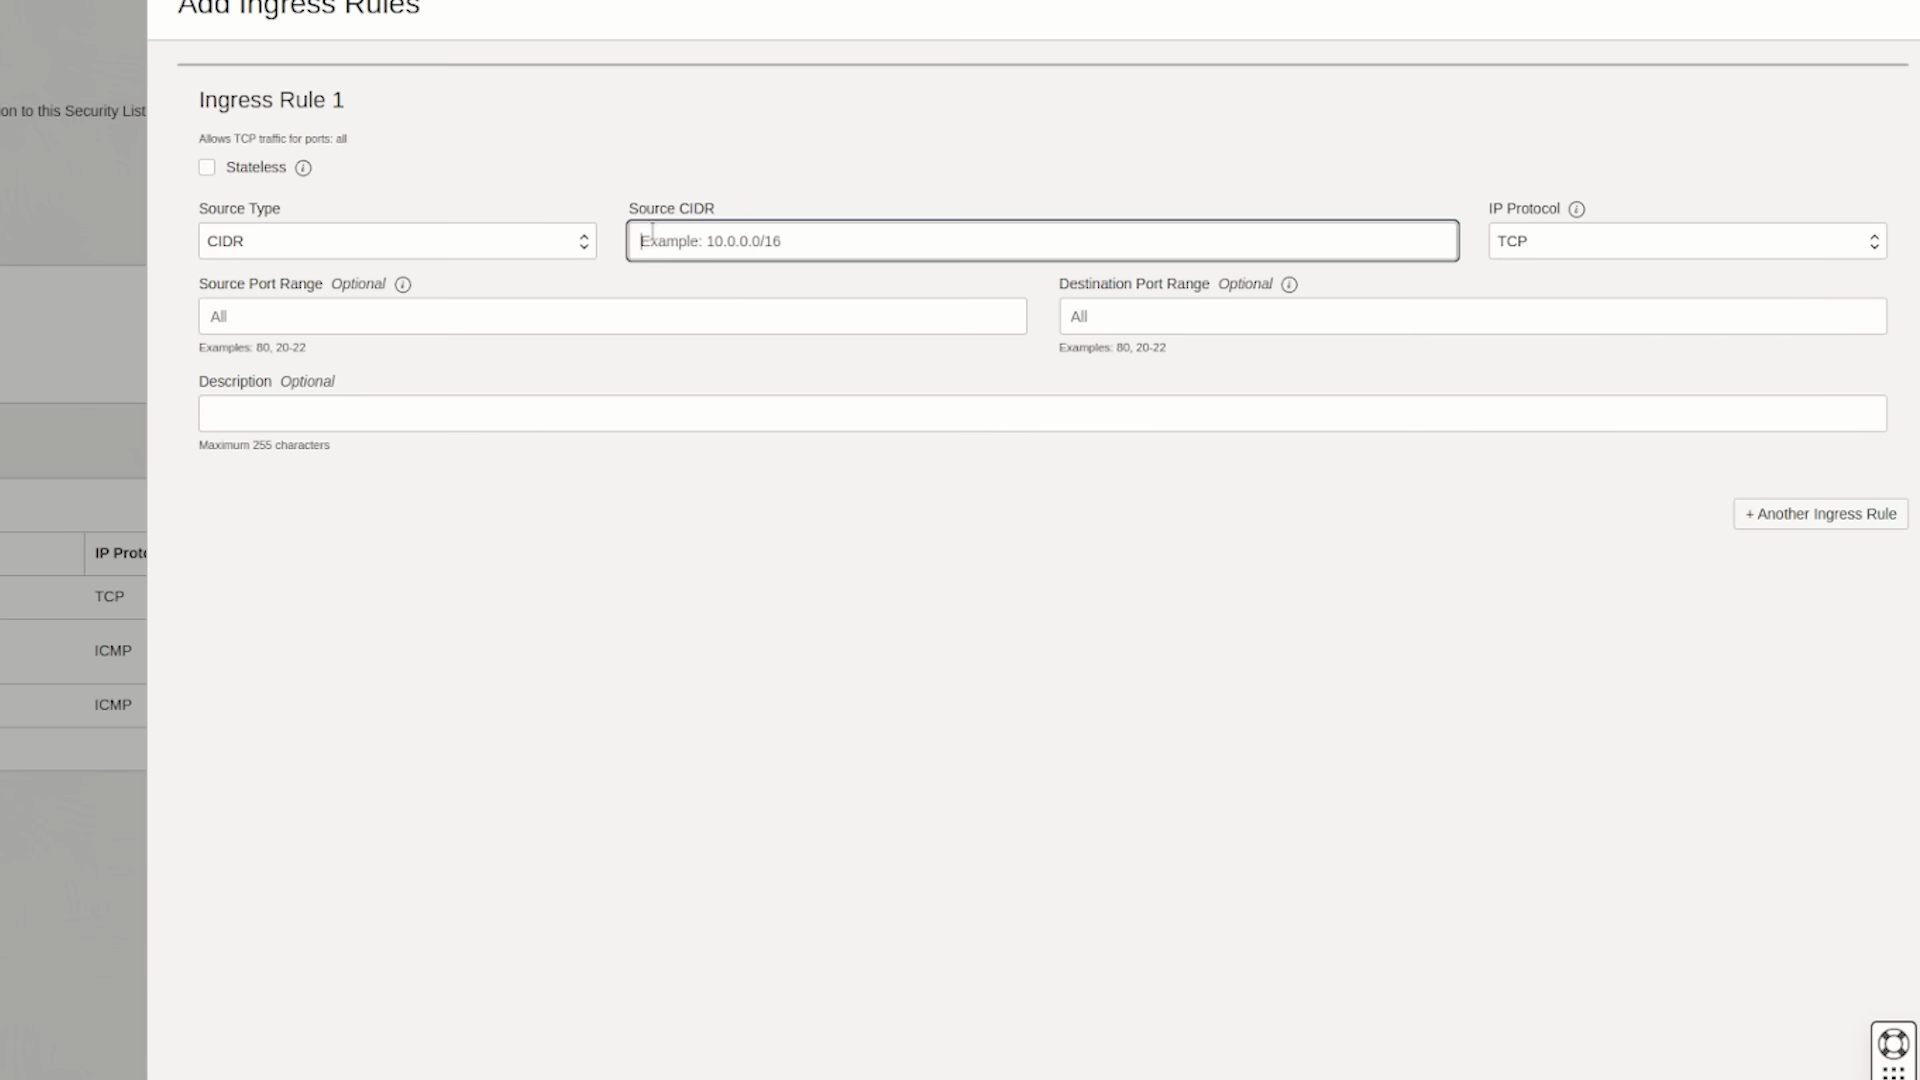 Add Ingress Rules
on to this Security List
Ingress Rule 1
Allows TCP traffic for ports: all
Stateless
Source Type
Source CIDR
IP Protocol
CIDR
Example: 10.0.0.0/16
TCP
Source Port Range Optional
Destination Port Range Optional
All
All
Examples: 80, 20-22
Examples: 80, 20-22
Description Optional
Maximum 255 characters
+ Another Ingress Rule
IP Proto
TCP
ICMP
ICMP